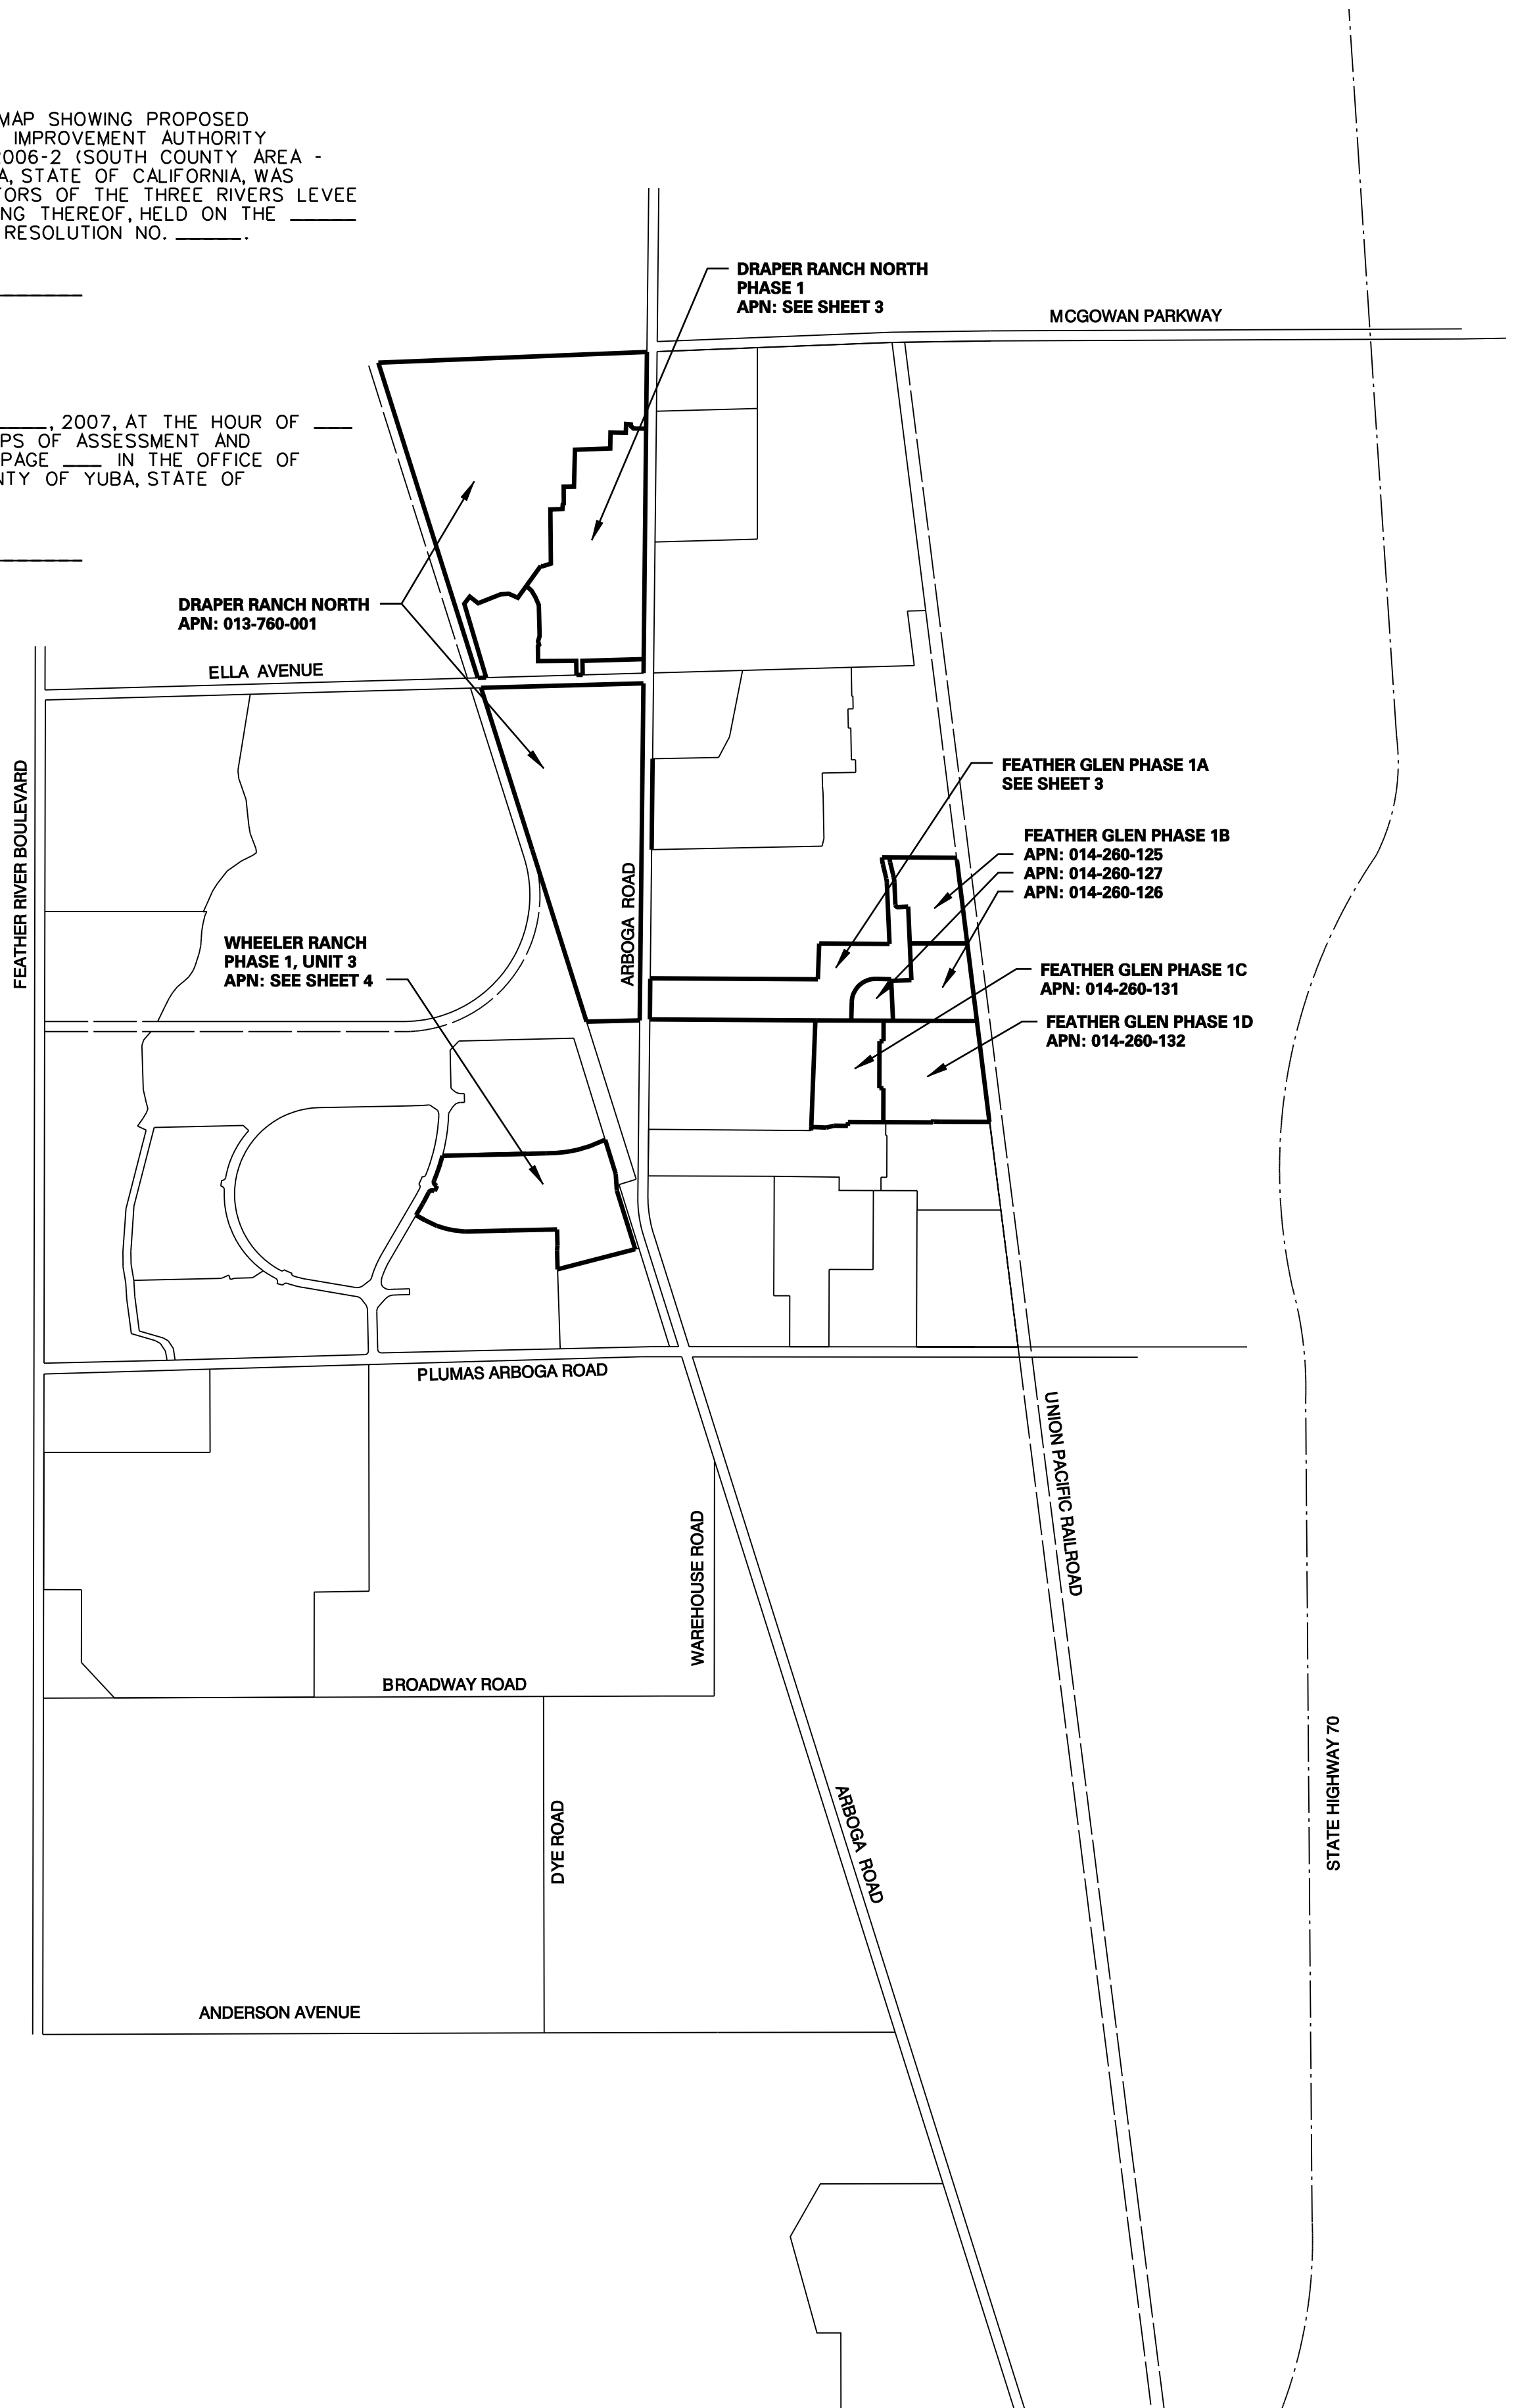 MAP SHOWING PROPOSED
IMPROVEMENT AUTHORITY
2006-2 (SOUTH COUNTY AREA -
A, STATE OF CALIFORNIA, WAS
TORS OF THE THREE RIVERS LEVEE
NG THEREOF, HELD ON THE ______
RESOLUTION NO. ______.
____, 2007, AT THE HOUR OF ___
PS OF ASSESSMENT AND
PAGE ___ IN THE OFFICE OF
NTY OF YUBA, STATE OF
DRAPER RANCH NORTH
PHASE 1
APN: SEE SHEET 3
MCGOWAN PARKWAY
DRAPER RANCH NORTH
APN: 013-760-001
ELLA AVENUE
FEATHER RIVER BOULEVARD
ARBOGA ROAD
FEATHER GLEN PHASE 1A
SEE SHEET 3
FEATHER GLEN PHASE 1B
APN: 014-260-125
APN: 014-260-127
APN: 014-260-126
WHEELER RANCH
PHASE 1, UNIT 3
APN: SEE SHEET 4
FEATHER GLEN PHASE 1C
APN: 014-260-131
FEATHER GLEN PHASE 1D
APN: 014-260-132
PLUMAS ARBOGA ROAD
UNION PACIFIC RAILROAD
WAREHOUSE ROAD
BROADWAY ROAD
STATE HIGHWAY 70
DYE ROAD
ARBOGA ROAD
ANDERSON AVENUE